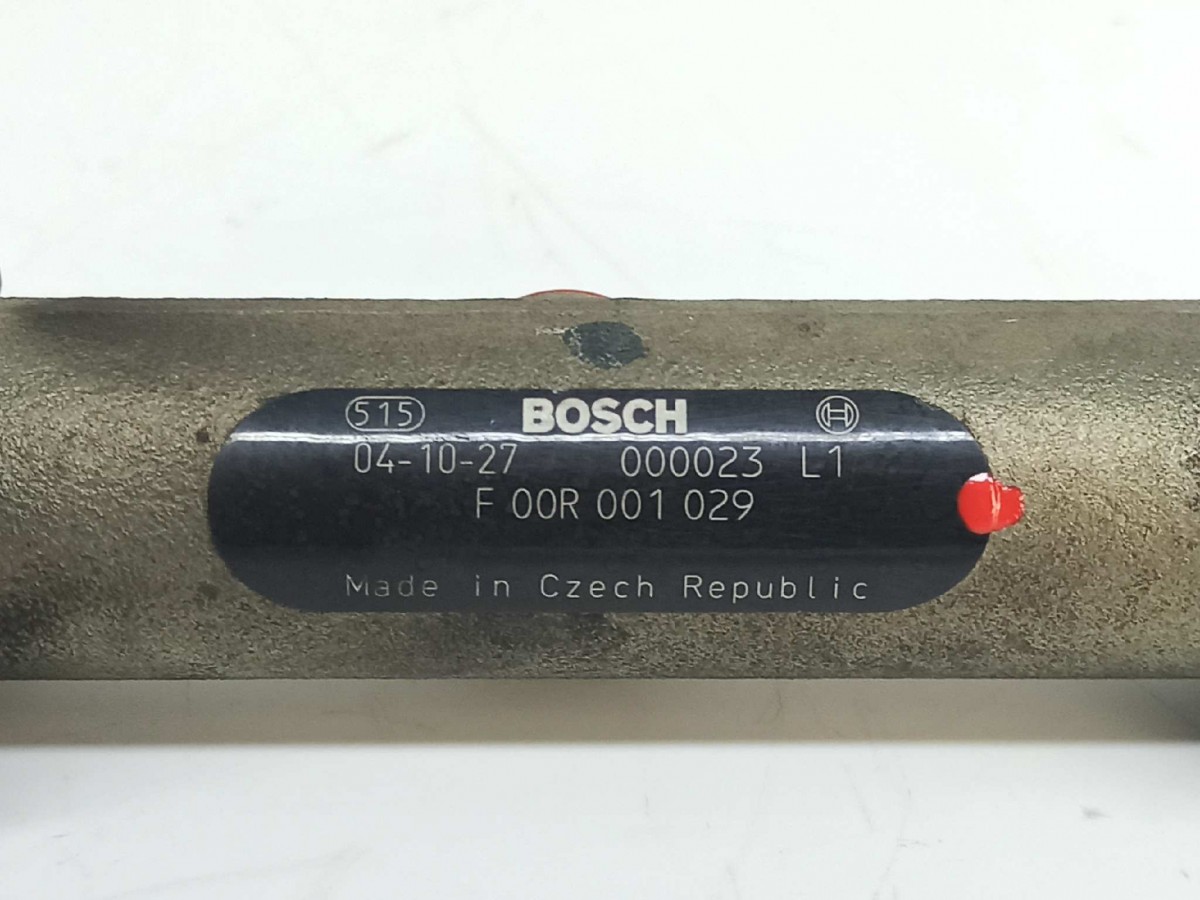 515 BOSCH
04-10-27 000023 L1
F 00R 001 029
Made in Czech Republic